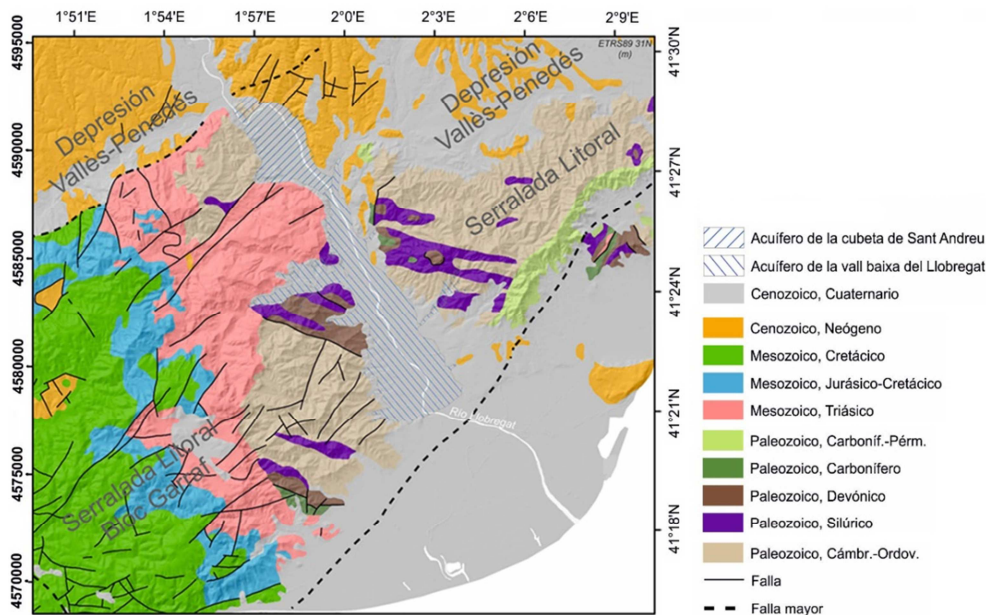 1°51'E 1°54'E 1°57'E 2°0'E 2°3'E 2°6'E 2°9'E
ETRS89 31N
(m)
4595000
4590000
4585000
4580000
4575000
4570000
41°30'N
41°27'N
41°24'N
41°21'N
41°18'N
Depresión
Vallès-Penedés
Depresión
Vallès-Penedés
Serralada Litoral
Río Llobregat
Serralada Litoral
Bloc Garraf
Acuífero de la cubeta de Sant Andreu
Acuífero de la vall baixa del Llobregat
Cenozoico, Cuaternario
Cenozoico, Neógeno
Mesozoico, Cretácico
Mesozoico, Jurásico-Cretácico
Mesozoico, Triásico
Paleozoico, Carboníf.-Pérm.
Paleozoico, Carbonífero
Paleozoico, Devónico
Paleozoico, Silúrico
Paleozoico, Cámbr.-Ordov.
Falla
Falla mayor